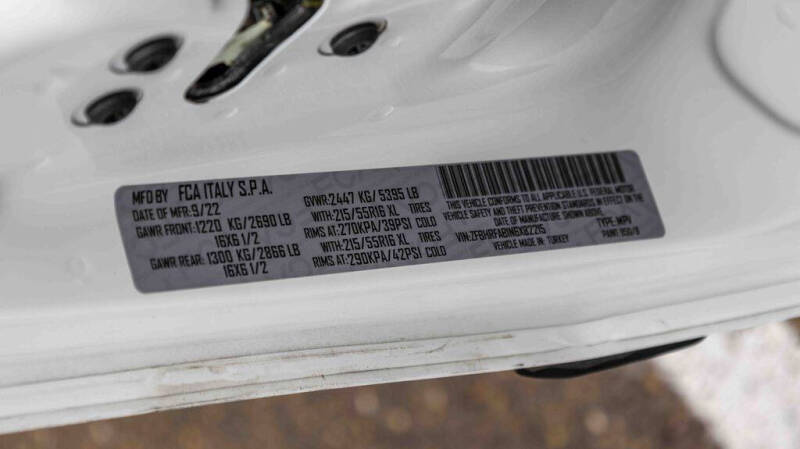 MFD BY FCA ITALY S.P.A.
DATE OF MFR: 9/22
GAWR FRONT: 1220 KG/2690 LB
16X6 1/2
GAWR REAR: 1300 KG/2866 LB
16X6 1/2
GVWR: 2447 KG/ 5395 LB
WITH: 215/55R16 XL TIRES
RIMS AT: 270KPA/39PSI COLD
WITH: 215/55R16 XL TIRES
RIMS AT: 290KPA/42PSI COLD
THIS VEHICLE CONFORMS TO ALL APPLICABLE U.S. FEDERAL MOTOR
VEHICLE SAFETY, BUMPER, AND THEFT PREVENTION STANDARDS
IN EFFECT ON THE DATE OF MANUFACTURE SHOWN ABOVE.
VIN: ZFBHRFABIN6X82215 TYPE: MPV
VEHICLE MADE IN: TURKEY PAINT